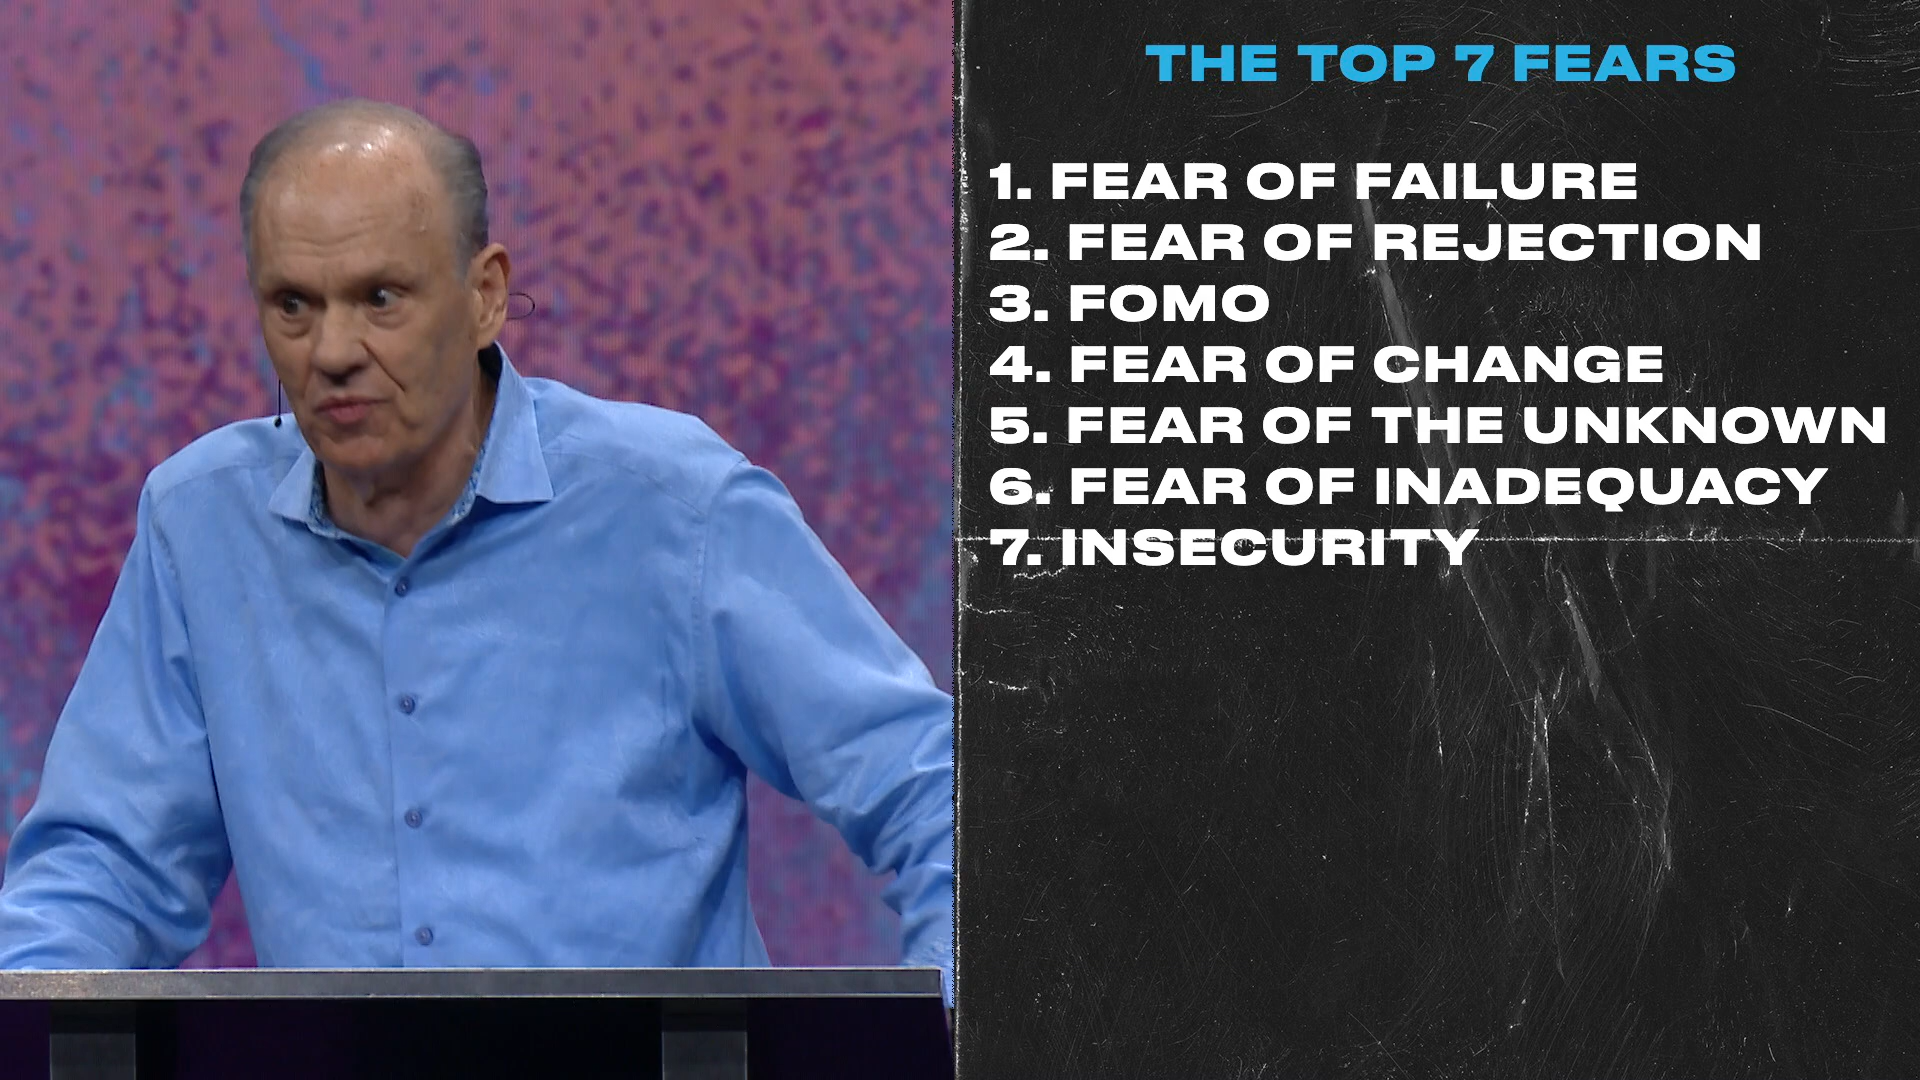 THE TOP 7 FEARS
1. FEAR OF FAILURE
2. FEAR OF REJECTION
3. FOMO
4. FEAR OF CHANGE
5. FEAR OF THE UNKNOWN
6. FEAR OF INADEQUACY
7. INSECURITY